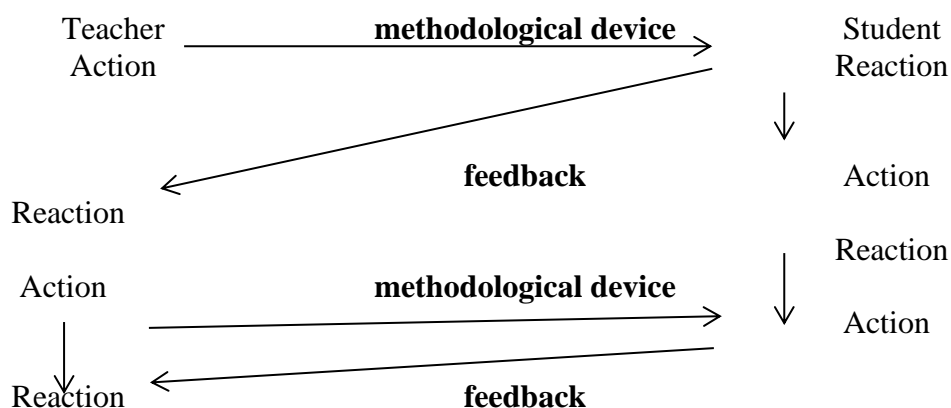 Teacher methodological device Student
Action Reaction
feedback Action
Reaction
Reaction
Action methodological device
Action
Reaction feedback